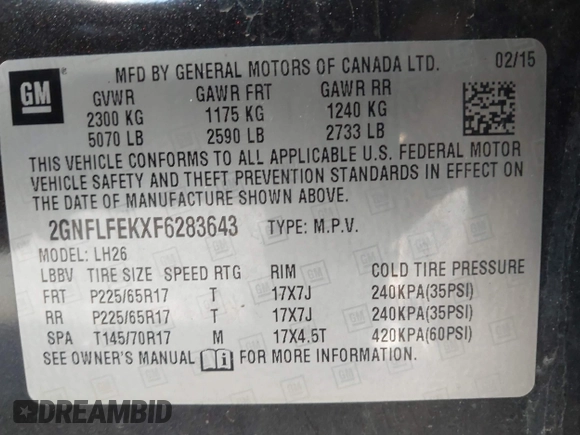 GM
MFD BY GENERAL MOTORS OF CANADA LTD. 02/15
GVWR GAWR FRT GAWR RR
2300 KG 1175 KG 1240 KG
5070 LB 2590 LB 2733 LB
THIS VEHICLE CONFORMS TO ALL APPLICABLE U.S. FEDERAL MOTOR
VEHICLE SAFETY AND THEFT PREVENTION STANDARDS IN EFFECT ON
THE DATE OF MANUFACTURE SHOWN ABOVE.
2GNFLFEKXF6283643 TYPE: M.P.V.
MODEL: LH26
LBBV TIRE SIZE SPEED RTG RIM COLD TIRE PRESSURE
FRT P225/65R17 T 17X7J 240KPA(35PSI)
RR P225/65R17 T 17X7J 240KPA(35PSI)
SPA T145/70R17 M 17X4.5T 420KPA(60PSI)
SEE OWNER'S MANUAL FOR MORE INFORMATION.
DREAMBID